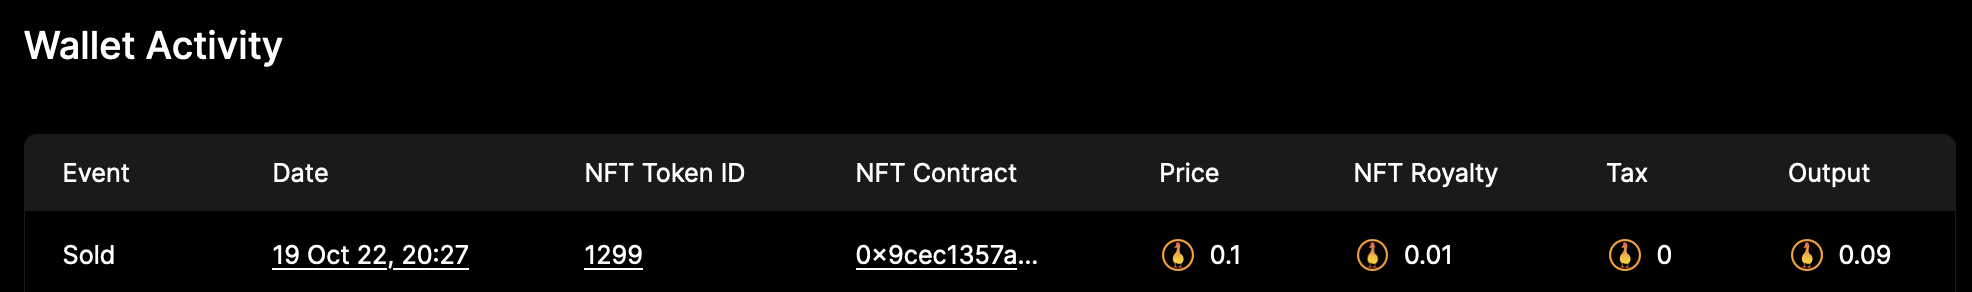 Wallet Activity
Event Date NFT Token ID NFT Contract Price NFT Royalty Tax Output
Sold 19 Oct 22, 20:27 1299 0x9cec1357a... 0.1 0.01 0 0.09